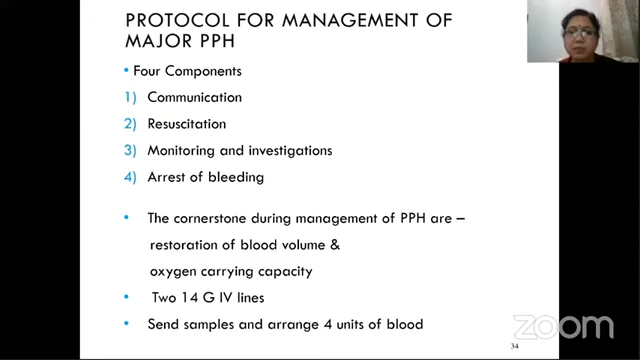 PROTOCOL FOR MANAGEMENT OF
MAJOR PPH
• Four Components
1) Communication
2) Resuscitation
3) Monitoring and investigations
4) Arrest of bleeding
• The cornerstone during management of PPH are –
restoration of blood volume &
oxygen carrying capacity
• Two 14 G IV lines
• Send samples and arrange 4 units of blood
zoom
34